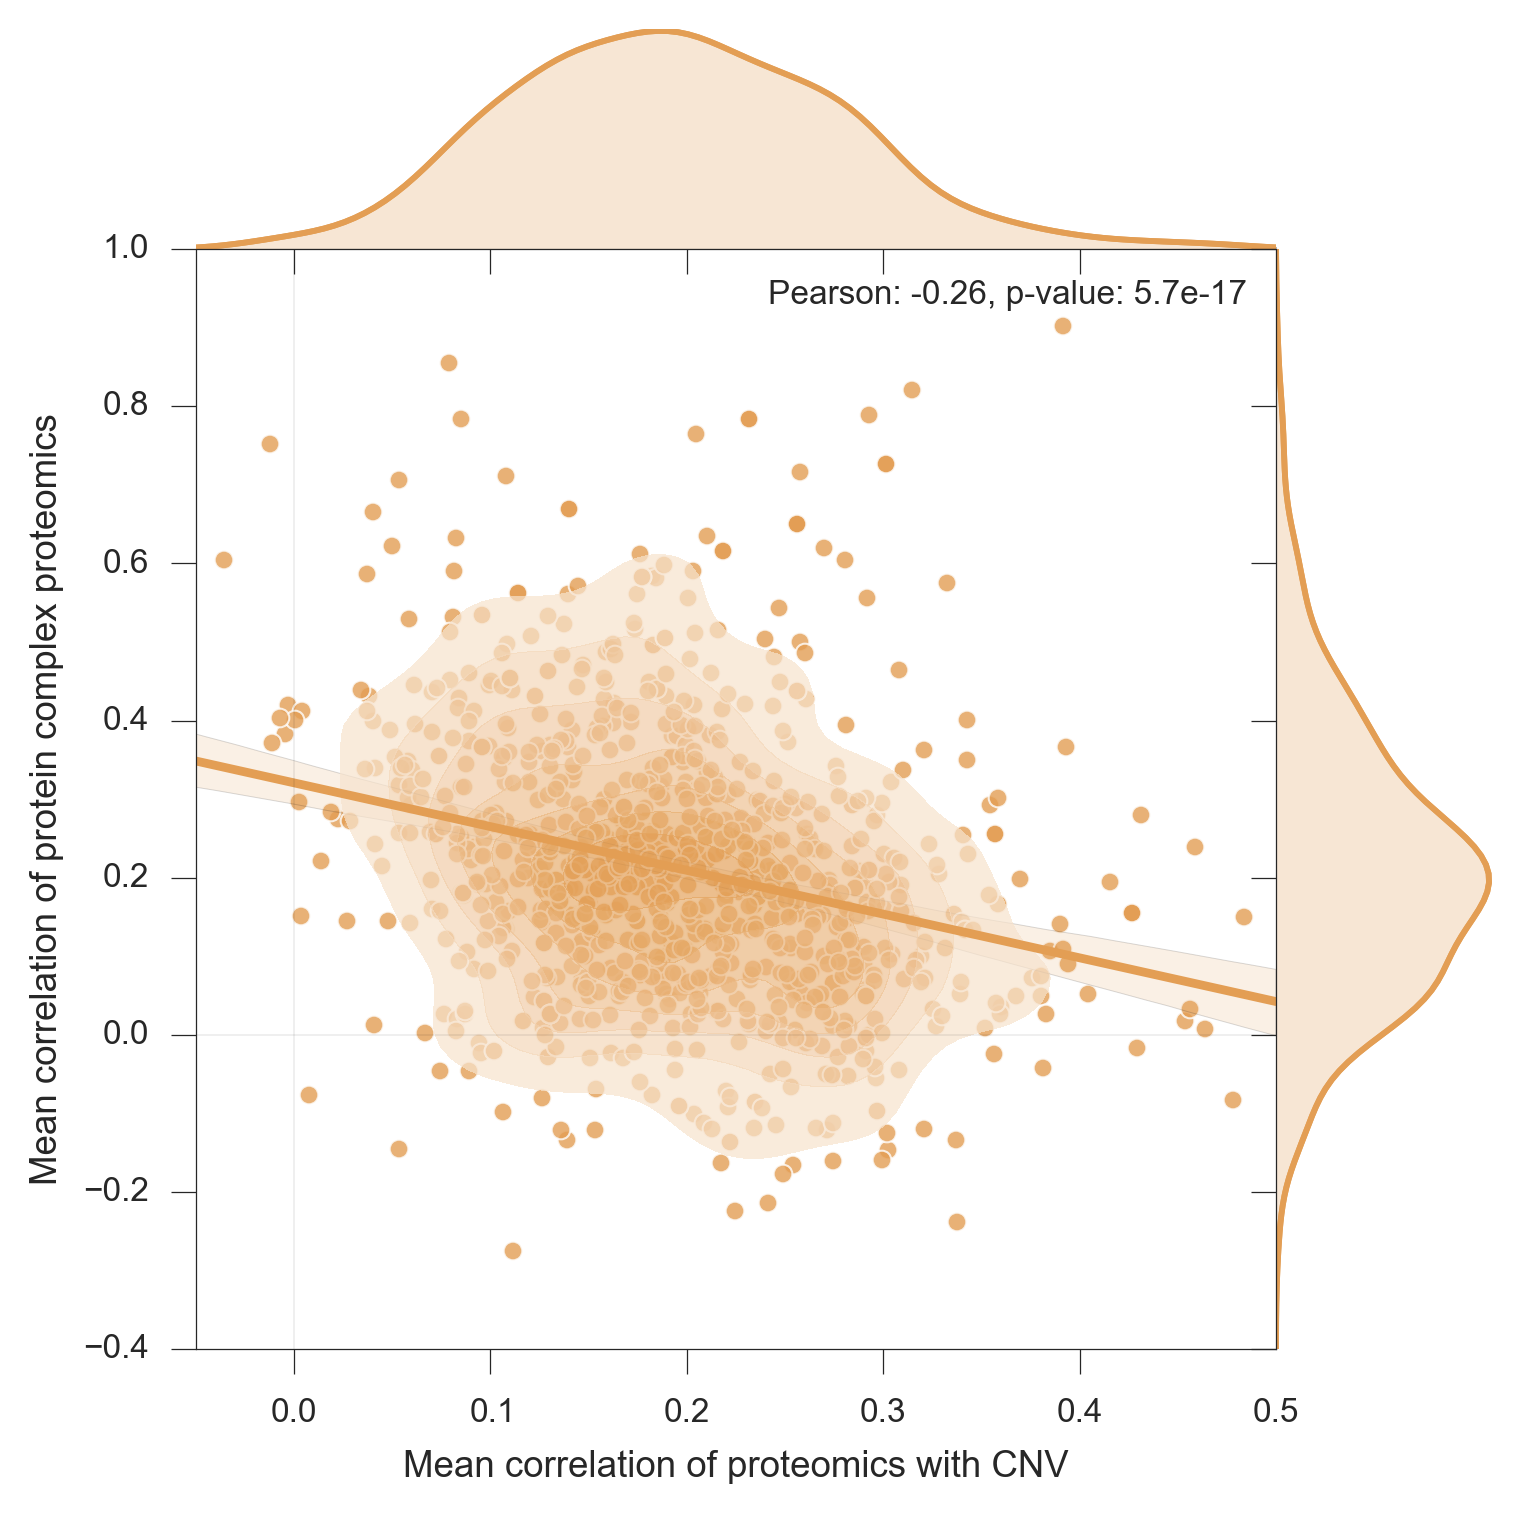 1.0
Pearson: -0.26, p-value: 5.7e-17
0.8
0.6
0.4
0.2
0.0
−0.2
−0.4
Mean correlation of protein complex proteomics
0.0 0.1 0.2 0.3 0.4 0.5
Mean correlation of proteomics with CNV